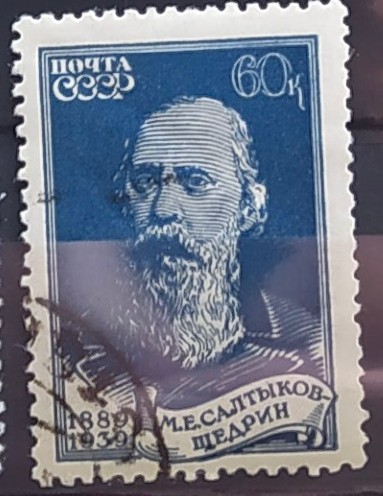 ПОЧТА
СССР
60к
1889
1939
М.Е.САЛТЫКОВ-
ЩЕДРИН